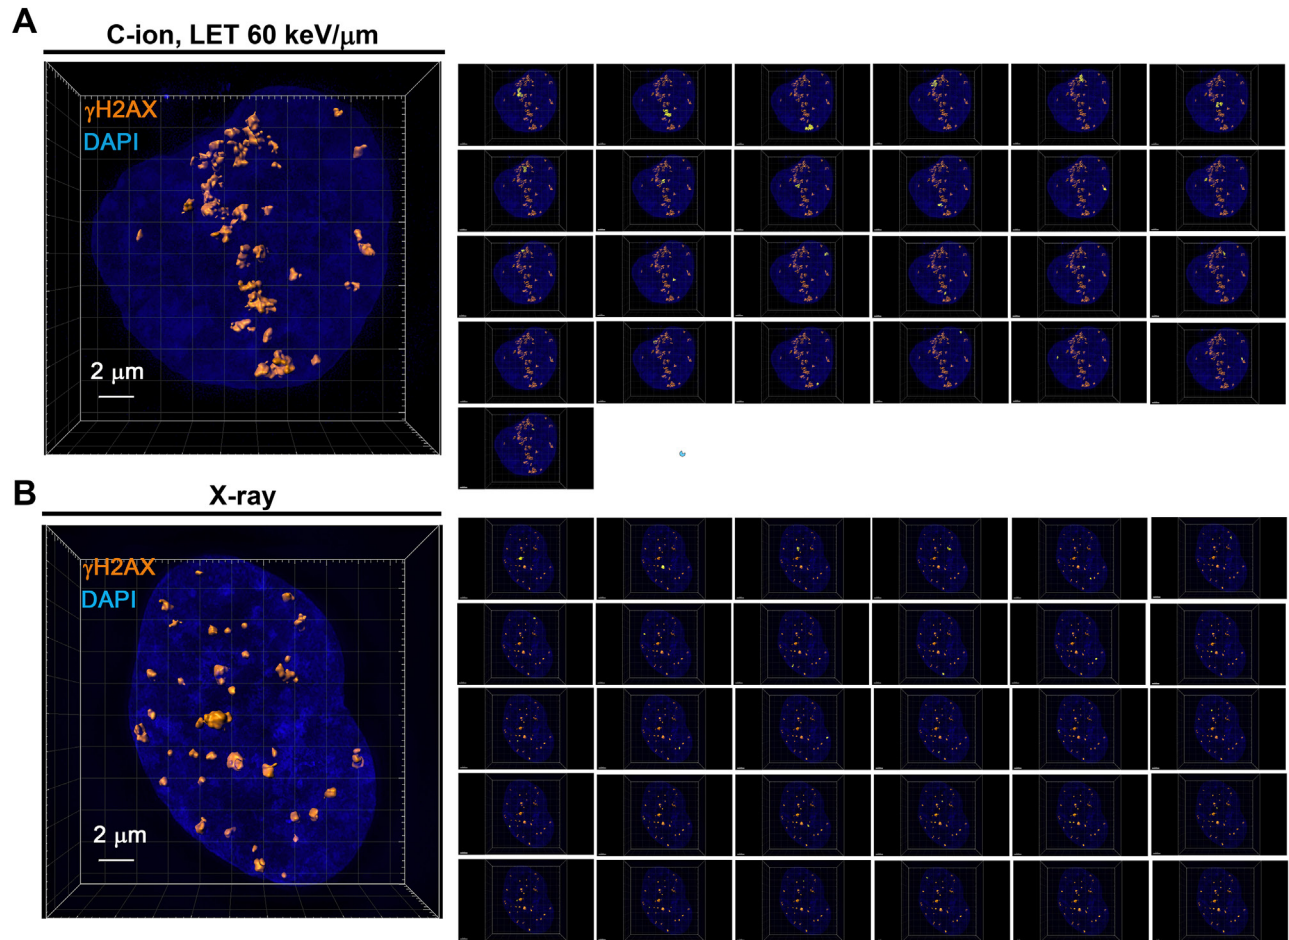 A
C-ion, LET 60 keV/μm
γH2AX
DAPI
2 μm
B
X-ray
γH2AX
DAPI
2 μm